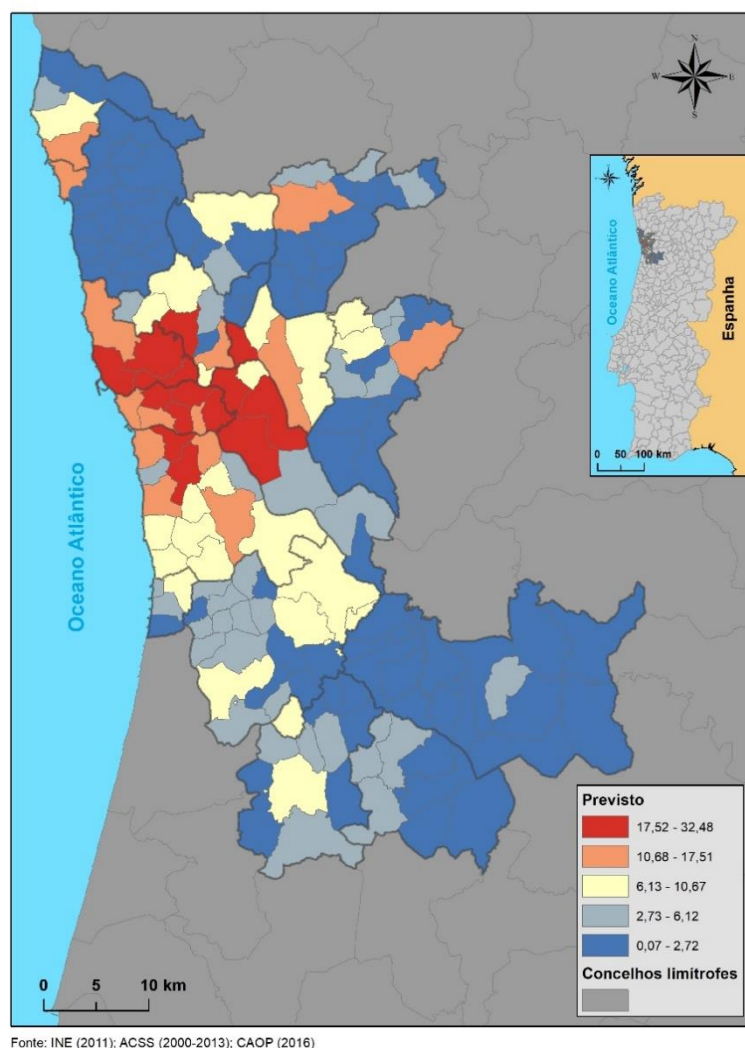 N
W
E
S
Oceano Atlântico
Espanha
0 50 100 km
Oceano Atlântico
Previsto
17,52 - 32,48
10,68 - 17,51
6,13 - 10,67
2,73 - 6,12
0,07 - 2,72
Concelhos limítrofes
0 5 10 km
Fonte: INE (2011); ACSS (2000-2013); CAOP (2016)